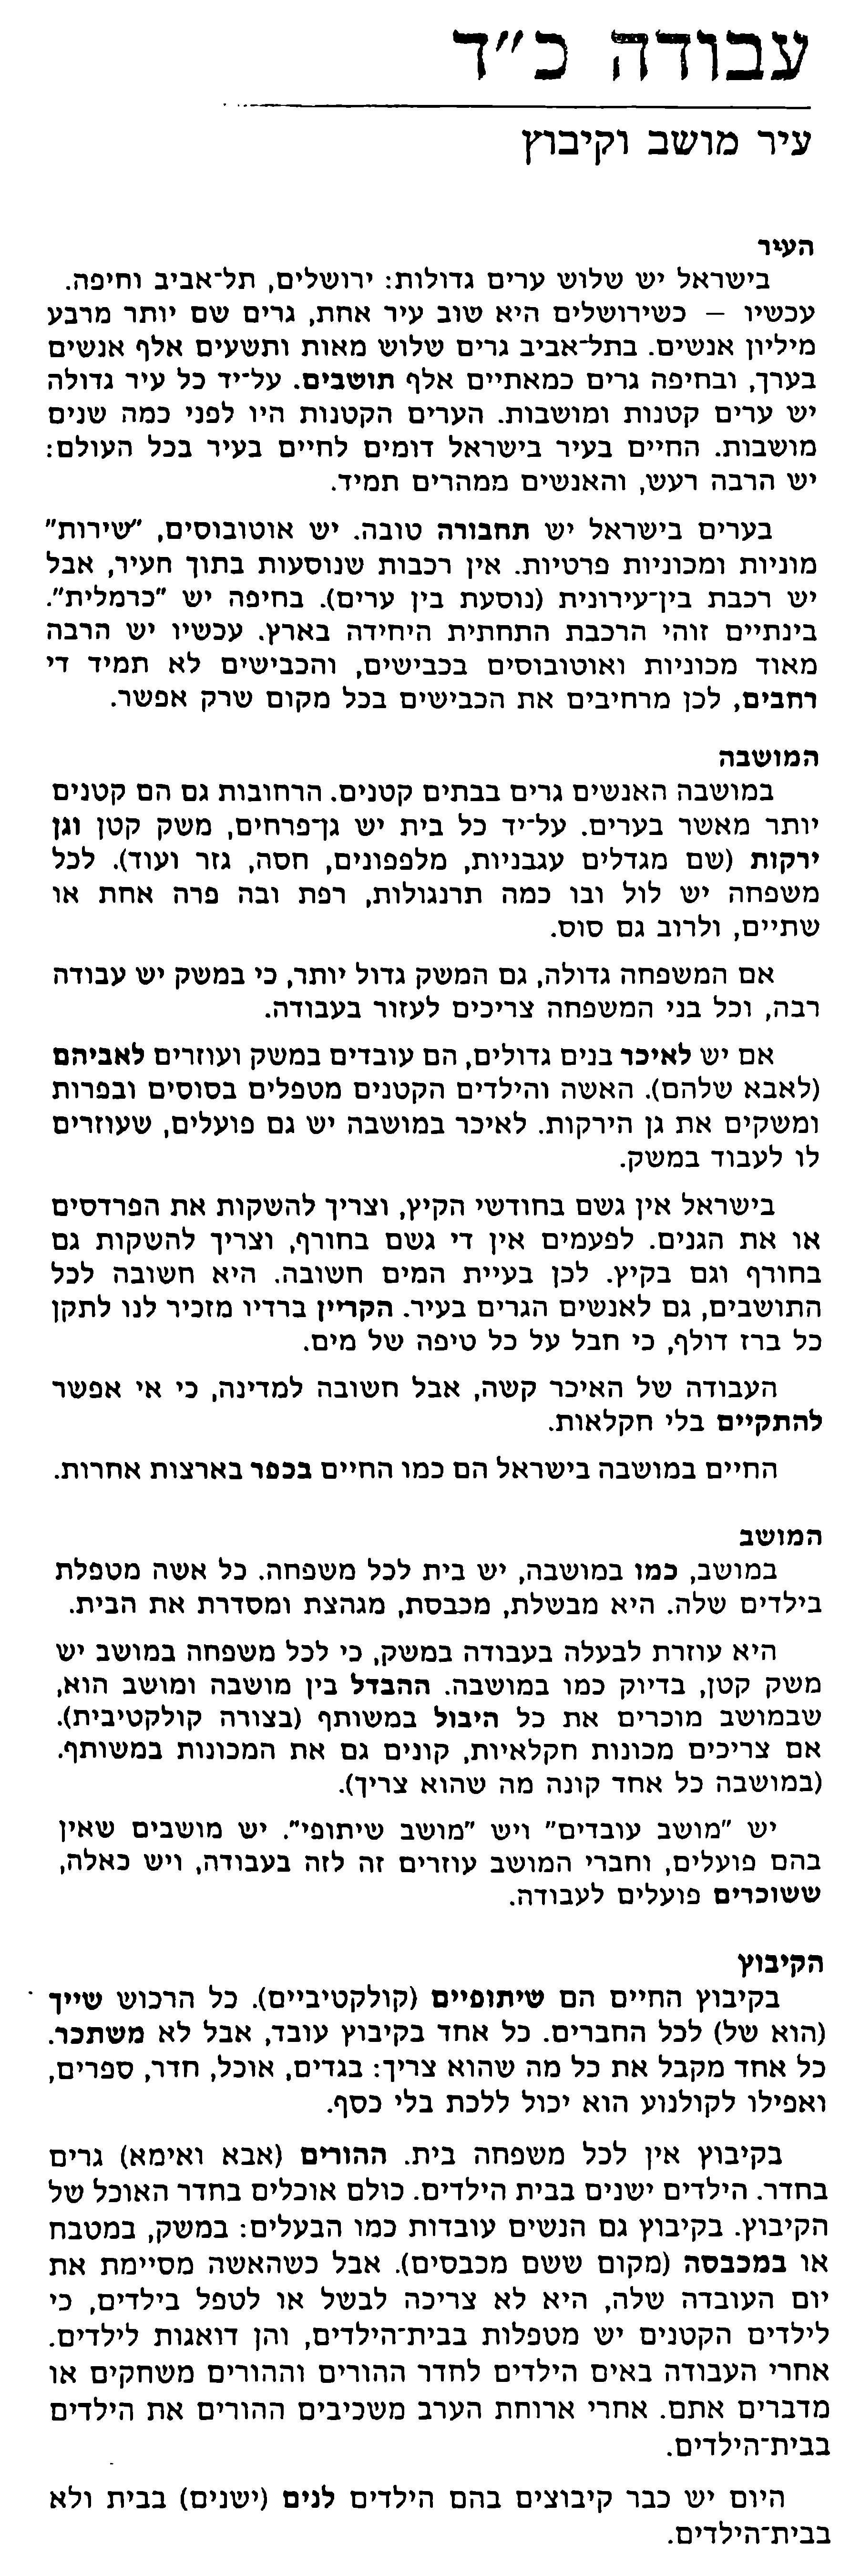 עבודה כ״ד
עיר מושב וקיבוץ
העיר
בישראל יש שלוש ערים גדולות: ירושלים, תל־אביב וחיפה.
עכשיו – כשירושלים היא שוב עיר אחת, גרים שם יותר מרבע
מיליון אנשים. בתל־אביב גרים שלוש מאות ותשעים אלף אנשים
בערך, ובחיפה גרים כמאתיים אלף תושבים. על־יד כל עיר גדולה
יש ערים קטנות ומושבות. הערים הקטנות היו לפני כמה שנים
מושבות. החיים בעיר בישראל דומים לחיים בעיר בכל העולם:
יש הרבה רעש, והאנשים ממהרים תמיד.
בערים בישראל יש תחבורה טובה. יש אוטובוסים, ״שירות״
מוניות ומכוניות פרטיות. אין רכבות שנוסעות בתוך העיר, אבל
יש רכבת בין־עירונית (נוסעת בין ערים). בחיפה יש ״כרמלית״.
בינתיים זוהי הרכבת התחתית היחידה בארץ. עכשיו יש הרבה
מאוד מכוניות ואוטובוסים בכבישים, והכבישים לא תמיד די
רחבים, לכן מרחיבים את הכבישים בכל מקום שרק אפשר.
המושבה
במושבה האנשים גרים בבתים קטנים. הרחובות גם הם קטנים
יותר מאשר בערים. על־יד כל בית יש גן־פרחים, משק קטן וגן
ירקות (שם מגדלים עגבניות, מלפפונים, חסה, גזר ועוד). לכל
משפחה יש לול ובו כמה תרנגולות, רפת ובה פרה אחת או
שתיים, ולרוב גם סוס.
אם המשפחה גדולה, גם המשק גדול יותר, כי במשק יש עבודה
רבה, וכל בני המשפחה צריכים לעזור בעבודה.
אם יש לאיכר בנים גדולים, הם עובדים במשק ועוזרים לאביהם
(לאבא שלהם). האשה והילדים הקטנים מטפלים בסוסים ובפרות
ומשקים את גן הירקות. לאיכר במושבה יש גם פועלים, שעוזרים
לו לעבוד במשק.
בישראל אין גשם בחודשי הקיץ, וצריך להשקות את הפרדסים
או את הגנים. לפעמים אין די גשם בחורף, וצריך להשקות גם
בחורף וגם בקיץ. לכן בעיית המים חשובה. היא חשובה לכל
התושבים, גם לאנשים הגרים בעיר. הקריין ברדיו מזכיר לנו לתקן
כל ברז דולף, כי חבל על כל טיפה של מים.
העבודה של האיכר קשה, אבל חשובה למדינה, כי אי אפשר
להתקיים בלי חקלאות.
החיים במושבה בישראל הם כמו החיים בכפר בארצות אחרות.
המושב
במושב, כמו במושבה, יש בית לכל משפחה. כל אשה מטפלת
בילדים שלה. היא מבשלת, מכבסת, מגהצת ומסדרת את הבית.
היא עוזרת לבעלה בעבודה במשק, כי לכל משפחה במושב יש
משק קטן, בדיוק כמו במושבה. ההבדל בין מושבה ומושב הוא,
שבמושב מוכרים את כל היבול במשותף (בצורה קולקטיבית).
אם צריכים מכונות חקלאיות, קונים גם את המכונות במשותף.
(במושבה כל אחד קונה מה שהוא צריך).
יש ״מושב עובדים״ ויש ״מושב שיתופי״. יש מושבים שאין
בהם פועלים, וחברי המושב עוזרים זה לזה בעבודה, ויש כאלה,
ששוכרים פועלים לעבודה.
הקיבוץ
בקיבוץ החיים הם שיתופיים (קולקטיביים). כל הרכוש שייך
(הוא של) לכל החברים. כל אחד בקיבוץ עובד, אבל לא משתכר.
כל אחד מקבל את כל מה שהוא צריך: בגדים, אוכל, חדר, ספרים,
ואפילו לקולנוע הוא יכול ללכת בלי כסף.
בקיבוץ אין לכל משפחה בית. ההורים (אבא ואימא) גרים
בחדר. הילדים ישנים בבית הילדים. כולם אוכלים בחדר האוכל של
הקיבוץ. בקיבוץ גם הנשים עובדות כמו הבעלים: במשק, במטבח
או במכבסה (מקום ששם מכבסים). אבל כשהאשה מסיימת את
יום העובדה שלה, היא לא צריכה לבשל או לטפל בילדים, כי
לילדים הקטנים יש מטפלות בבית־הילדים, והן דואגות לילדים.
אחרי העבודה באים הילדים לחדר ההורים וההורים משחקים או
מדברים אתם. אחרי ארוחת הערב משכיבים ההורים את הילדים
בבית־הילדים.
היום יש כבר קיבוצים בהם הילדים לנים (ישנים) בבית ולא
בבית־הילדים.